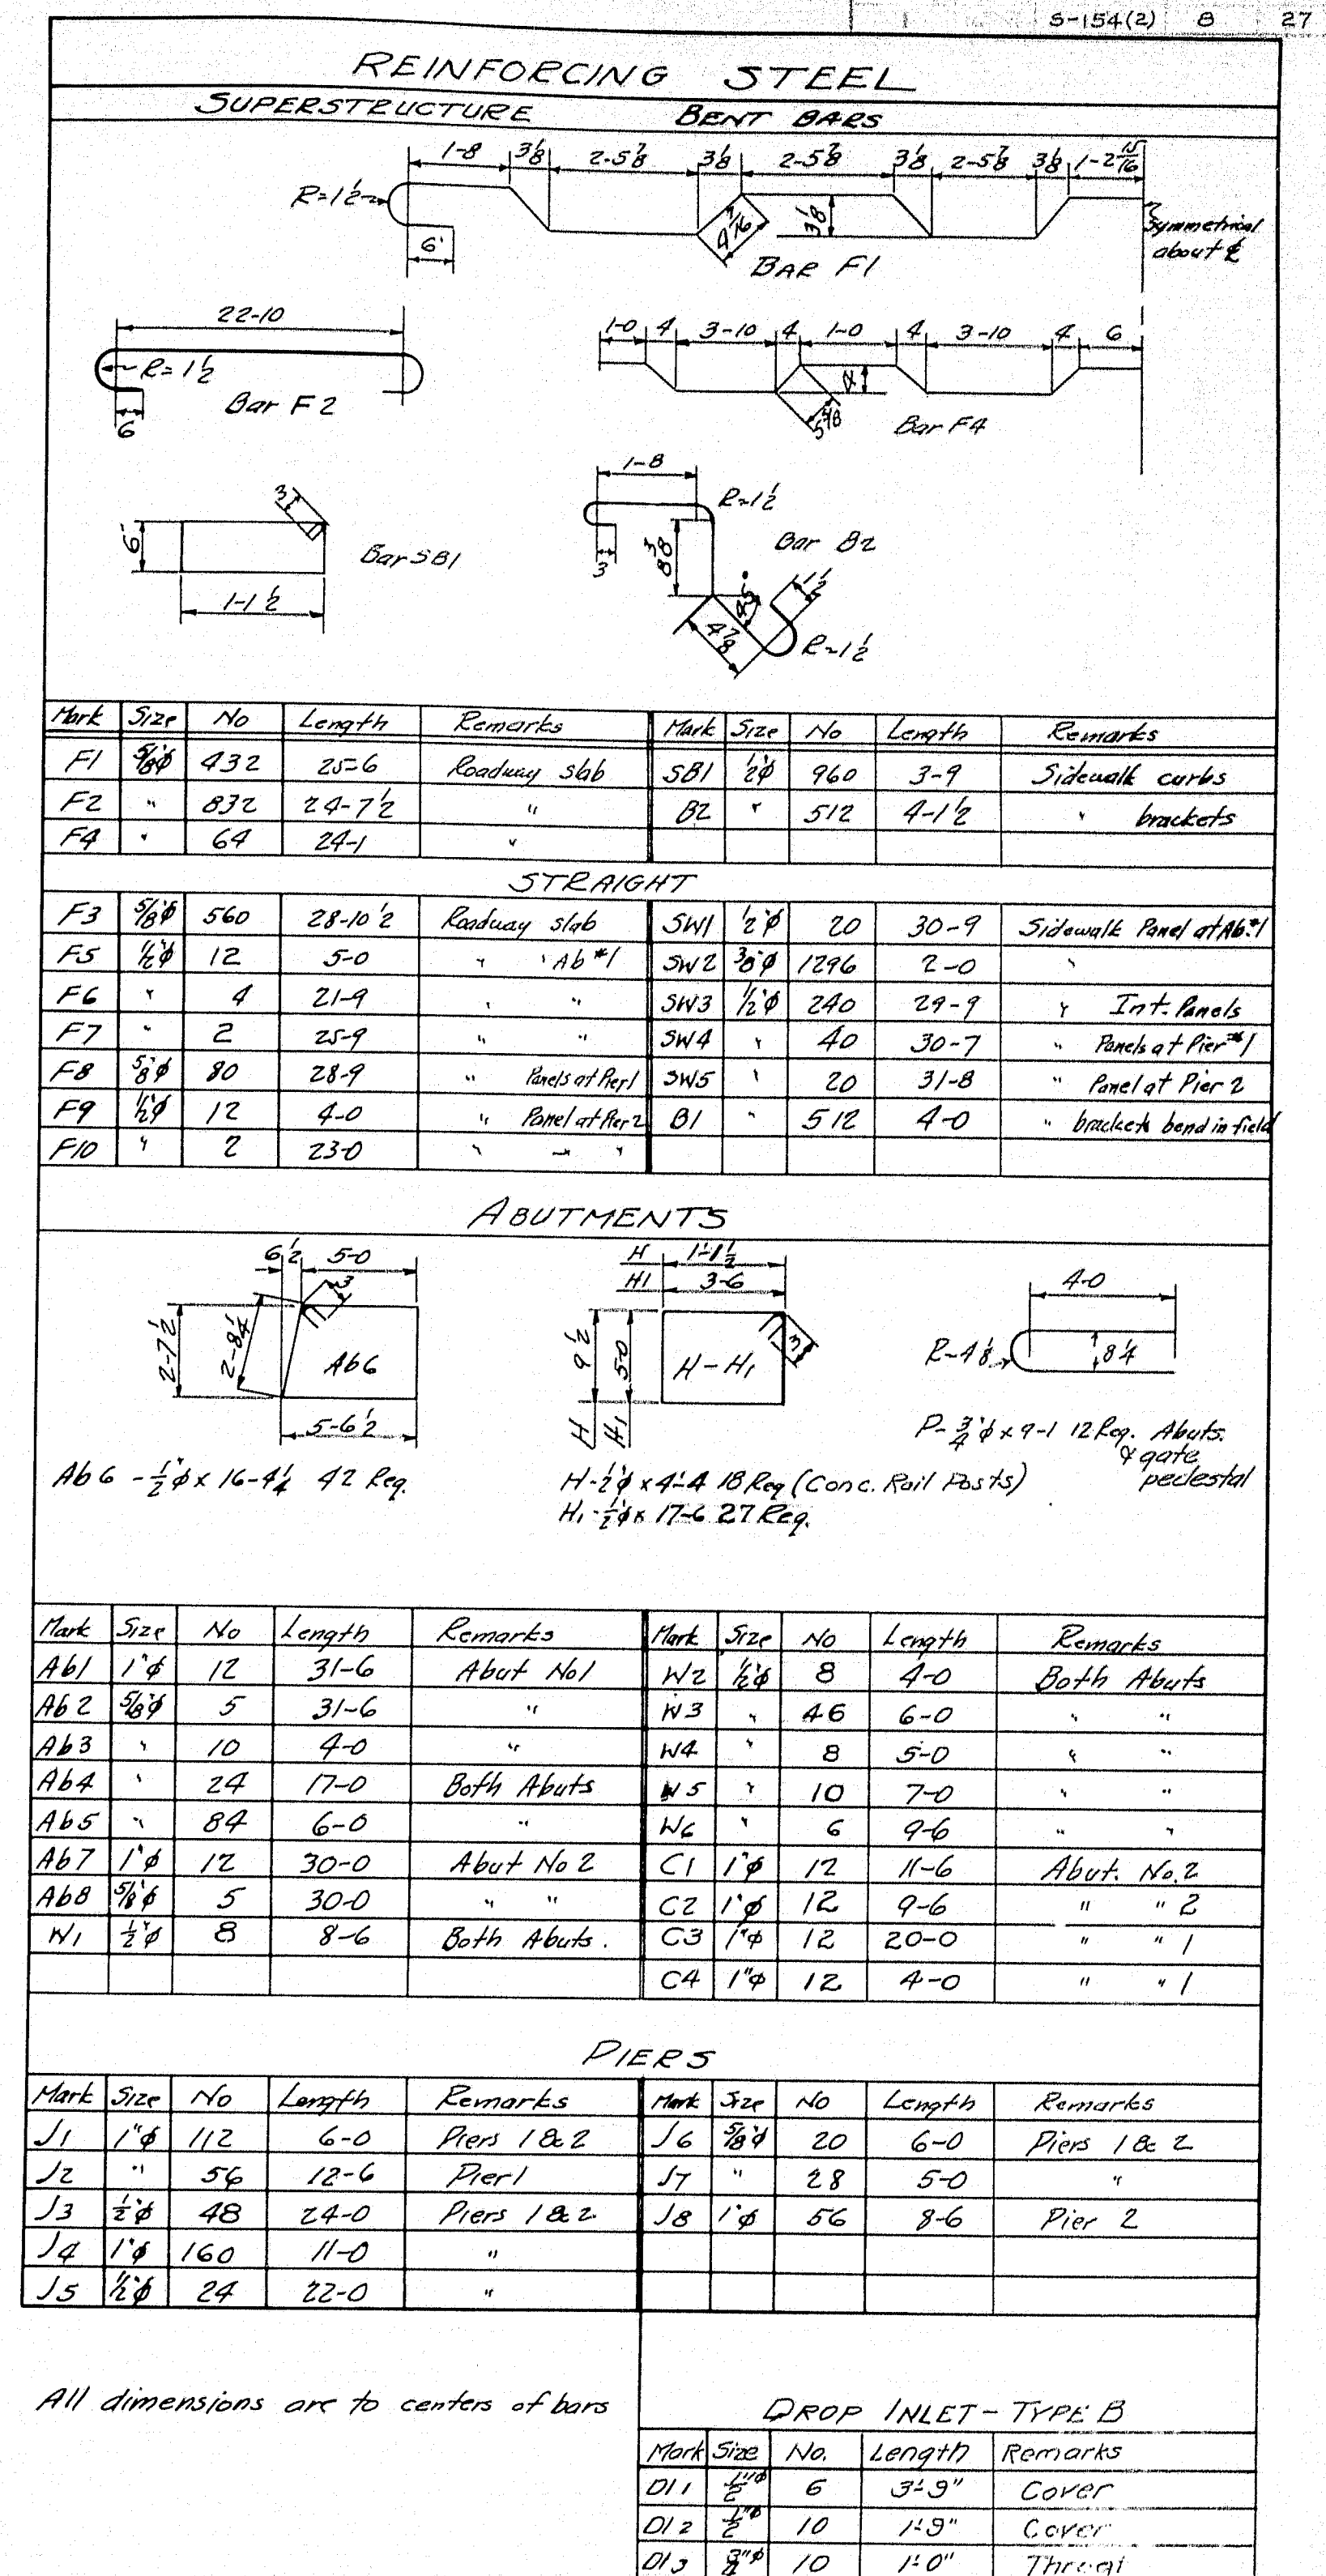 S-154(2) 8 27
REINFORCING STEEL
SUPERSTRUCTURE BENT BARS
1-8 3⅛ 2-5⅞ 3⅛ 2-5⅞ 3⅛ 2-5⅞ 3⅛ 1-2 15/16
R=1½
6
4 7/16
3⅛
BAR F1
Symmetrical
about ℄
22-10
R=1½
6
Bar F2
1-0 4 3-10 4 1-0 4 3-10 4 6
4
5⅝
Bar F4
3
6
1-1½
Bar SB1
1-8
R=1½
3
8⅜
Bar B2
45°
1½
4⅞
R=1½
Mark Size No Length Remarks Mark Size No Length Remarks
F1 ⅝"ϕ 432 25-6 Roadway slab SB1 ½ϕ 960 3-9 Sidewalk curbs
F2 " 832 24-7½ " B2 " 512 4-1½ " brackets
F4 " 64 24-1 "
STRAIGHT
F3 ⅝"ϕ 560 28-10½ Roadway slab SW1 ½"ϕ 20 30-9 Sidewalk Panel at Ab.#1
F5 ½"ϕ 12 5-0 " " Ab #1 SW2 ⅜"ϕ 1296 2-0 "
F6 " 4 21-9 " " SW3 ½"ϕ 240 29-9 " Int. Panels
F7 " 2 25-9 " " SW4 " 40 30-7 " Panels at Pier #1
F8 ⅝"ϕ 80 28-9 " Panels at Pier 1 SW5 " 20 31-8 " Panel at Pier 2
F9 ½"ϕ 12 4-0 " Panel at Pier 2 B1 " 512 4-0 " brackets bend in field
F10 " 2 23-0 " " "
ABUTMENTS
6½ 5-0
3
2-7½
2-8¼
Ab6
5-6½
Ab6 - ½"ϕ x 16-4¼ 42 Req.
H 1'-1½
H1 3-6
9½ 5-0
3
H-H1
H H1
H-½"ϕ x 4'-4 18 Req (Conc. Rail Posts)
H1-½"ϕ x 17-6 27 Req.
4-0
R-4⅛
8¼
P-¾"ϕ x 9-1 12 Req. Abuts.
& gate
pedestal
Mark Size No Length Remarks Mark Size No Length Remarks
Ab1 1"ϕ 12 31-6 Abut No1 W2 ½"ϕ 8 4-0 Both Abuts
Ab2 ⅝"ϕ 5 31-6 " W3 " 46 6-0 " "
Ab3 " 10 4-0 " W4 " 8 5-0 " "
Ab4 " 24 17-0 Both Abuts W5 " 10 7-0 " "
Ab5 " 84 6-0 " W6 " 6 9-6 " "
Ab7 1"ϕ 12 30-0 Abut No 2 C1 1"ϕ 12 11-6 Abut. No.2
Ab8 ⅝"ϕ 5 30-0 " " C2 1"ϕ 12 9-6 " " 2
W1 ½"ϕ 8 8-6 Both Abuts. C3 1"ϕ 12 20-0 " " 1
C4 1"ϕ 12 4-0 " " 1
PIERS
Mark Size No Length Remarks Mark Size No Length Remarks
J1 1"ϕ 112 6-0 Piers 1 & 2 J6 ⅝"ϕ 20 6-0 Piers 1 & 2
J2 " 56 12-6 Pier 1 J7 " 28 5-0 "
J3 ½"ϕ 48 24-0 Piers 1 & 2 J8 1"ϕ 56 8-6 Pier 2
J4 1"ϕ 160 11-0 "
J5 ½"ϕ 24 22-0 "
All dimensions are to centers of bars
DROP INLET - TYPE B
Mark Size No. Length Remarks
DI1 ½"ϕ 6 3'-9" Cover
DI2 ½"ϕ 10 1'-9" Cover
DI3 ¾"ϕ 10 1'-0" Throat